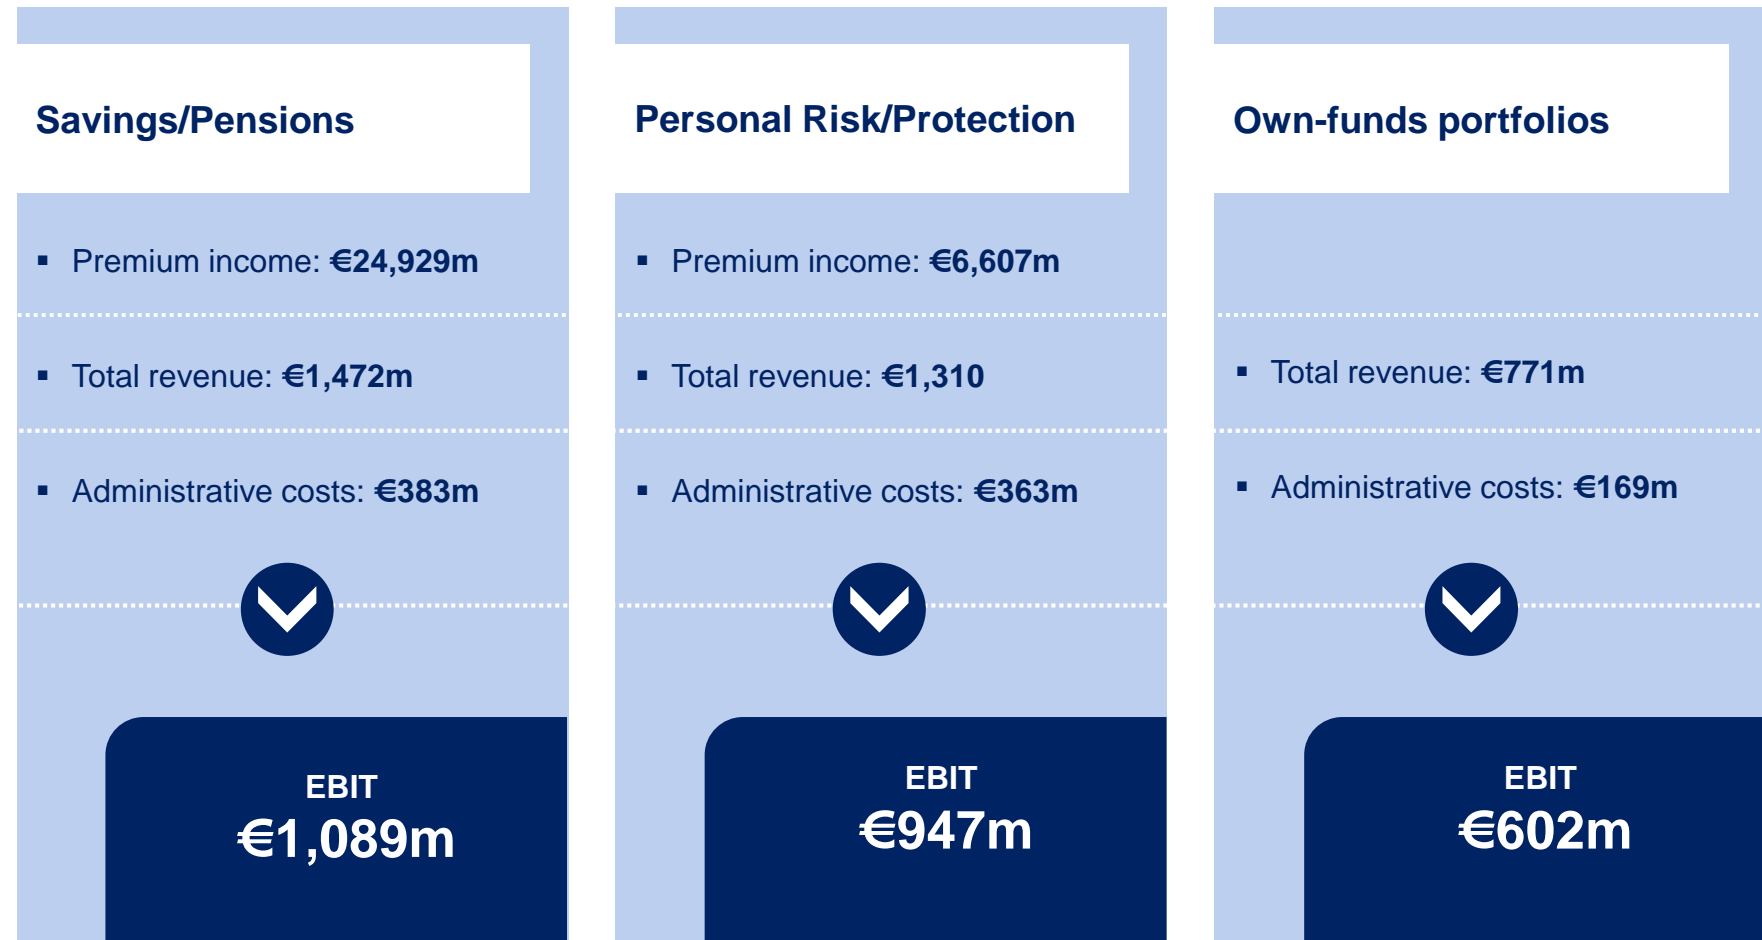 Savings/Pensions
▪ Premium income: €24,929m
▪ Total revenue: €1,472m
▪ Administrative costs: €383m
EBIT
€1,089m
Personal Risk/Protection
▪ Premium income: €6,607m
▪ Total revenue: €1,310
▪ Administrative costs: €363m
EBIT
€947m
Own-funds portfolios
▪ Total revenue: €771m
▪ Administrative costs: €169m
EBIT
€602m